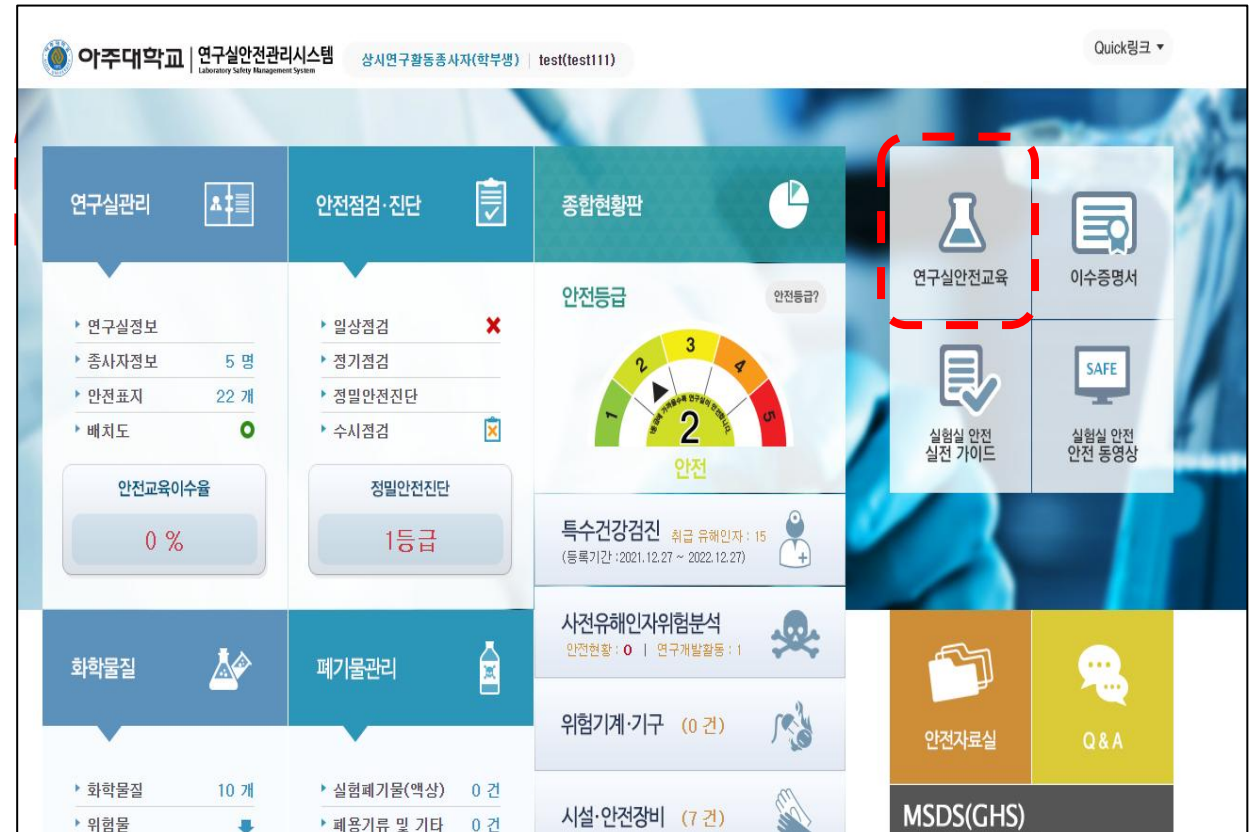 아주대학교 | 연구실안전관리시스템
Laboratory Safety Management System
상시연구활동종사자(학부생) | test(test111)
Quick링크 ▼
연구실관리
연구실정보
종사자정보 5 명
안전표지 22 개
배치도
안전교육이수율
0 %
안전점검·진단
일상점검
정기점검
정밀안전진단
수시점검
정밀안전진단
1등급
종합현황판
안전등급
안전등급?
1 2 3 4 5
2
안전
특수건강검진 취급 유해인자 : 15
(등록기간 :2021.12.27 ~ 2022.12.27)
사전유해인자위험분석
안전현황 : 0 | 연구개발활동 : 1
위험기계·기구 (0 건)
시설·안전장비 (7 건)
연구실안전교육
이수증명서
실험실 안전
실전 가이드
SAFE
실험실 안전
안전 동영상
화학물질
화학물질 10 개
위험물
폐기물관리
실험폐기물(액상) 0 건
폐용기류 및 기타 0 건
안전자료실
Q & A
MSDS(GHS)